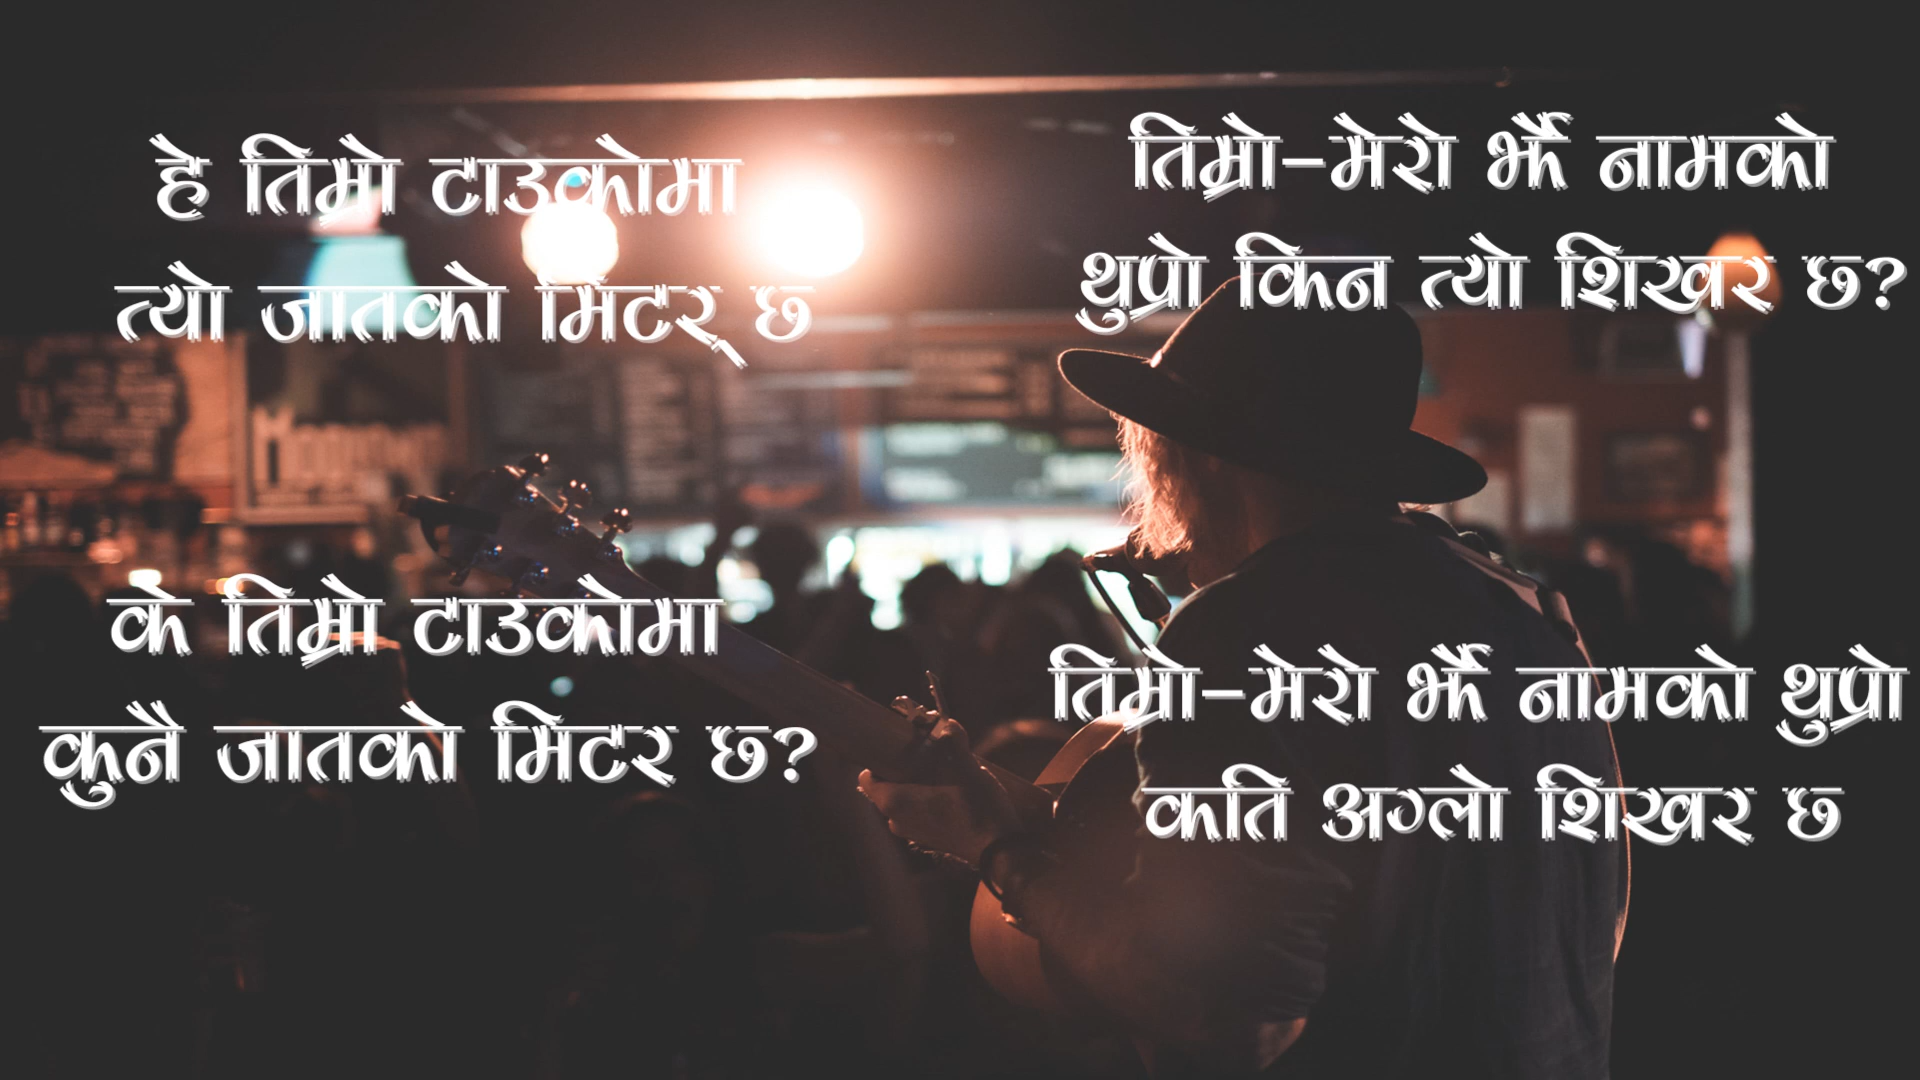 हे तिम्रो टाउकोमा
त्यो जातको मिटर् छ
तिम्रो-मेरो झैँ नामको
थुप्रो किन त्यो शिखर छ?
के तिम्रो टाउकोमा
कुनै जातको मिटर छ?
तिम्रो-मेरो झैँ नामको थुप्रो
कति अग्लो शिखर छ